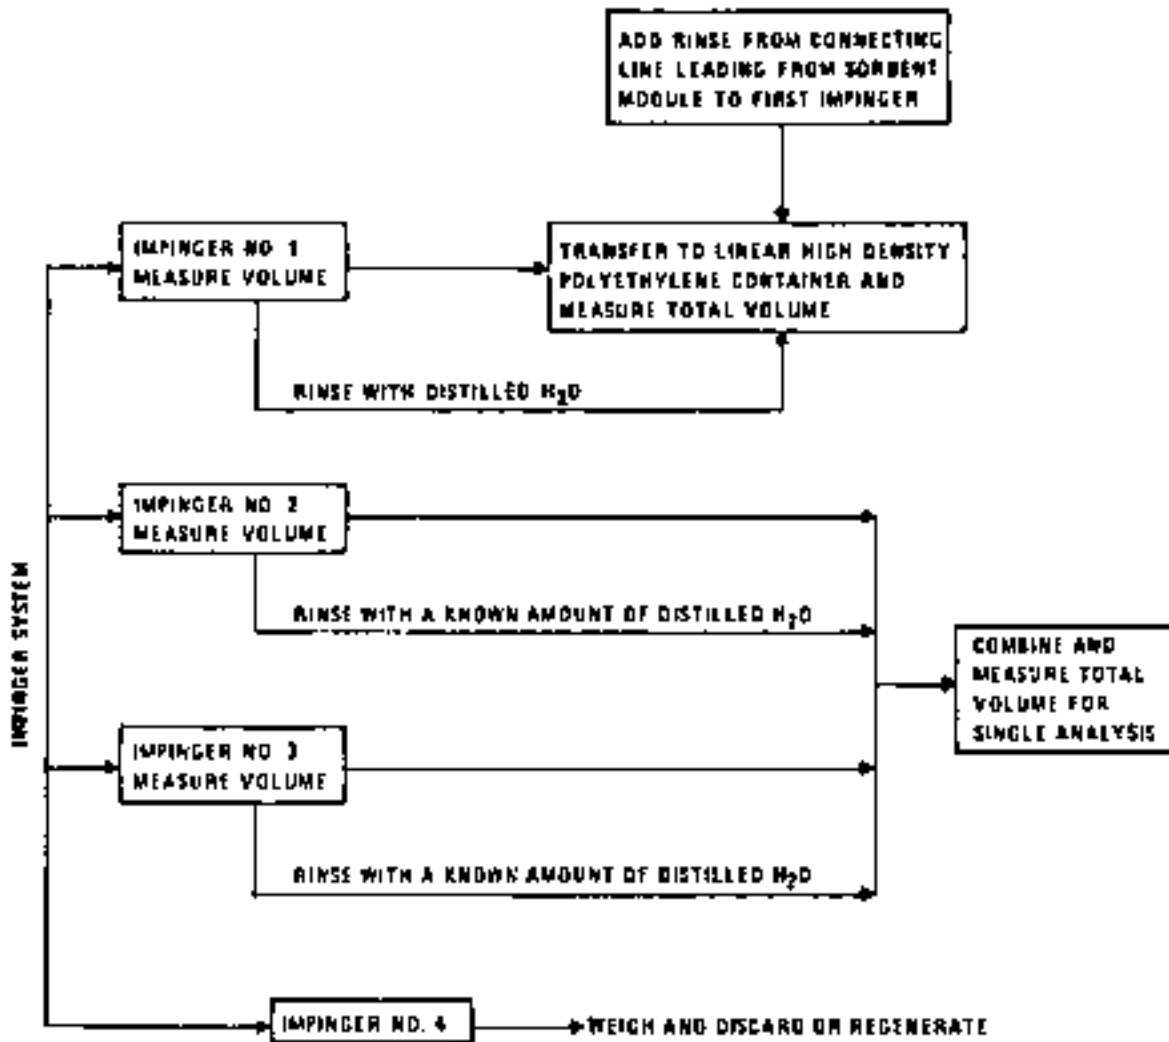 ADD RINSE FROM CONNECTING
LINE LEADING FROM SORBENT
MODULE TO FIRST IMPINGER
IMPINGER NO. 1
MEASURE VOLUME
TRANSFER TO LINEAR HIGH DENSITY
POLYETHYLENE CONTAINER AND
MEASURE TOTAL VOLUME
RINSE WITH DISTILLED H₂O
IMPINGER NO. 2
MEASURE VOLUME
RINSE WITH A KNOWN AMOUNT OF DISTILLED H₂O
IMPINGER SYSTEM
COMBINE AND
MEASURE TOTAL
VOLUME FOR
SINGLE ANALYSIS
IMPINGER NO. 3
MEASURE VOLUME
RINSE WITH A KNOWN AMOUNT OF DISTILLED H₂O
IMPINGER NO. 4
WEIGH AND DISCARD OR REGENERATE